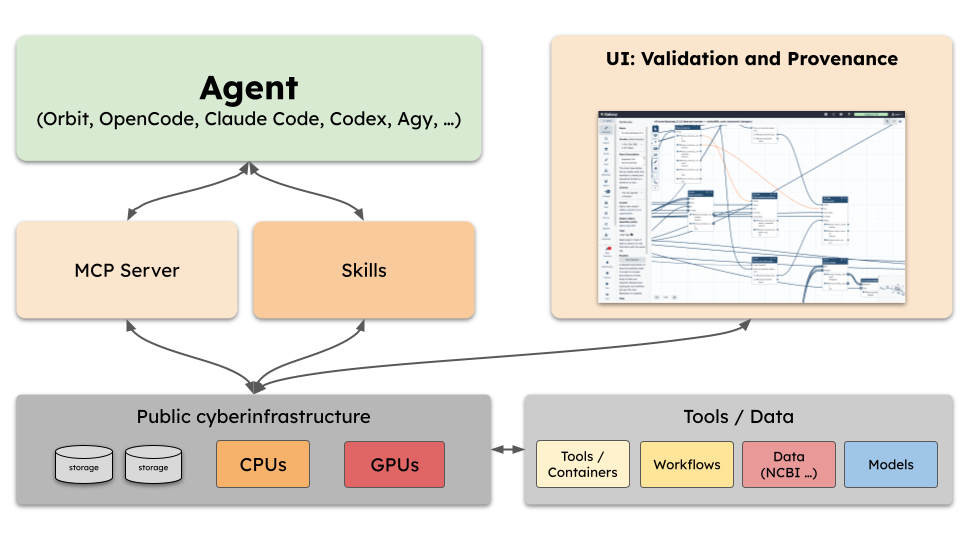 Agent
(Orbit, OpenCode, Claude Code, Codex, Agy, ...)
UI: Validation and Provenance
MCP Server
Skills
Public cyberinfrastructure
storage
storage
CPUs
GPUs
Tools / Data
Tools /
Containers
Workflows
Data
(NCBI ...)
Models